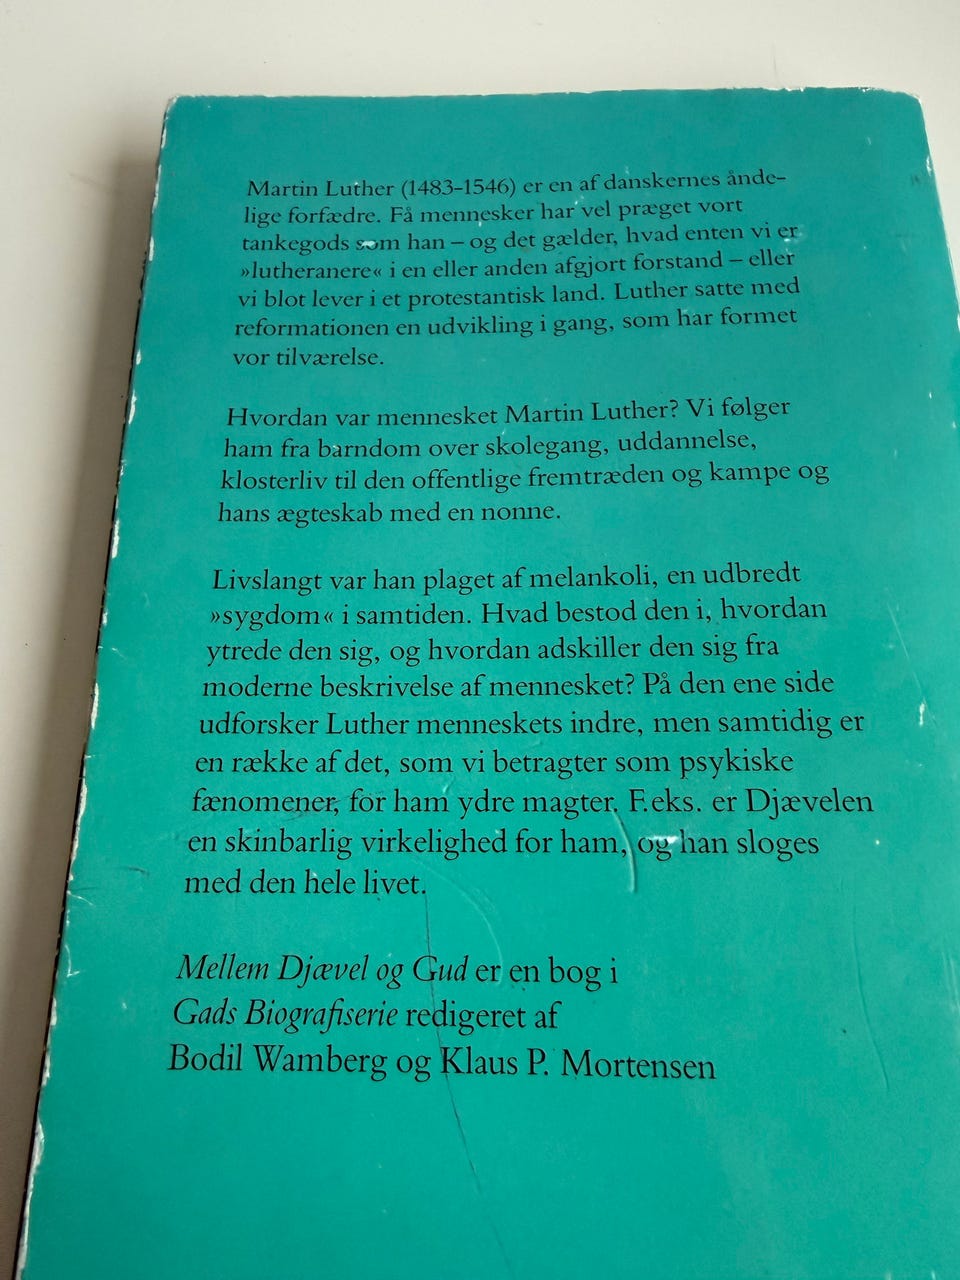 Martin Luther (1483-1546) er en af danskernes ånde-
lige forfædre. Få mennesker har vel præget vort
tankegods som han – og det gælder, hvad enten vi er
»lutheranere« i en eller anden afgjort forstand – eller
vi blot lever i et protestantisk land. Luther satte med
reformationen en udvikling i gang, som har formet
vor tilværelse.
Hvordan var mennesket Martin Luther? Vi følger
ham fra barndom over skolegang, uddannelse,
klosterliv til den offentlige fremtræden og kampe og
hans ægteskab med en nonne.
Livslangt var han plaget af melankoli, en udbredt
»sygdom« i samtiden. Hvad bestod den i, hvordan
ytrede den sig, og hvordan adskiller den sig fra
moderne beskrivelse af mennesket? På den ene side
udforsker Luther menneskets indre, men samtidig er
en række af det, som vi betragter som psykiske
fænomener, for ham ydre magter. F.eks. er Djævelen
en skinbarlig virkelighed for ham, og han sloges
med den hele livet.
Mellem Djævel og Gud er en bog i
Gads Biografiserie redigeret af
Bodil Wamberg og Klaus P. Mortensen